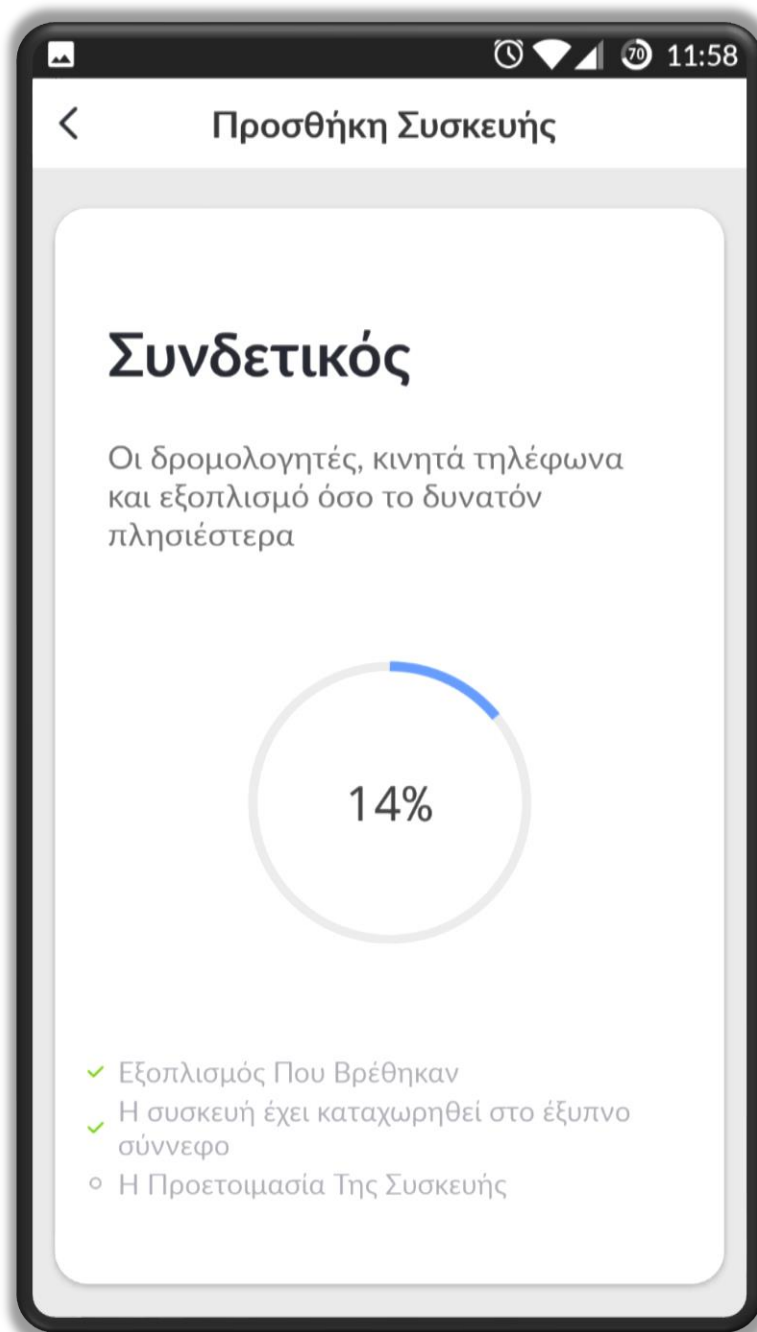 70 11:58
Προσθήκη Συσκευής
Συνδετικός
Οι δρομολογητές, κινητά τηλέφωνα
και εξοπλισμό όσο το δυνατόν
πλησιέστερα
14%
Εξοπλισμός Που Βρέθηκαν
Η συσκευή έχει καταχωρηθεί στο έξυπνο
σύννεφο
Η Προετοιμασία Της Συσκευής